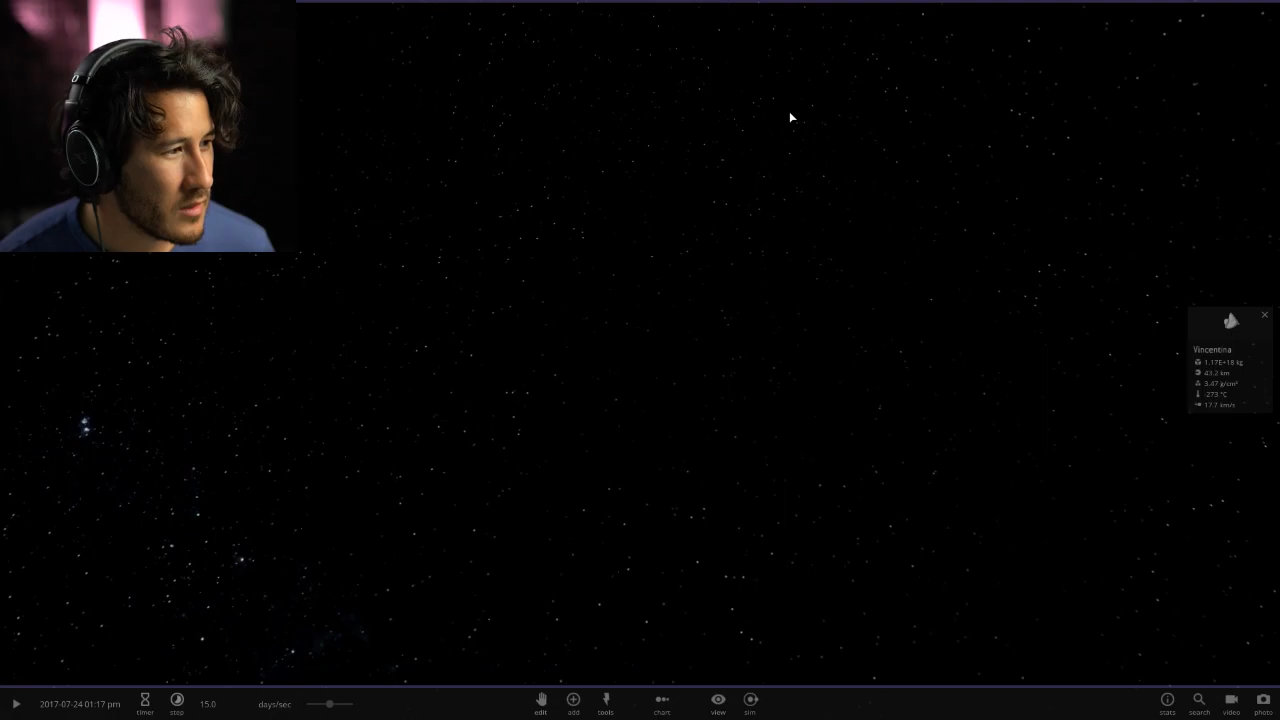 Vincentina
1.17E+18 kg
43.2 km
3.47 g/cm³
-273 °C
17.7 km/s
2017-07-24 01:17 pm
timer
step
15.0
days/sec
edit
add
tools
chart
view
sim
stats
search
video
photo